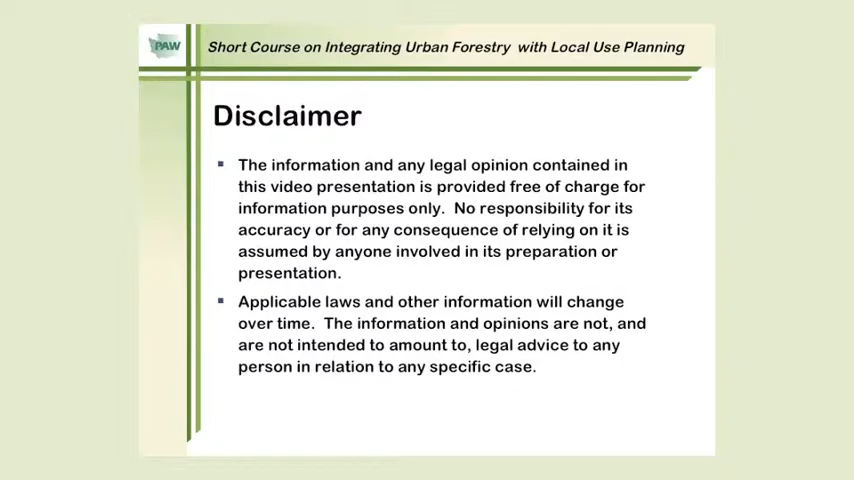 PAW
Short Course on Integrating Urban Forestry with Local Use Planning
Disclaimer
▪ The information and any legal opinion contained in
this video presentation is provided free of charge for
information purposes only. No responsibility for its
accuracy or for any consequence of relying on it is
assumed by anyone involved in its preparation or
presentation.
▪ Applicable laws and other information will change
over time. The information and opinions are not, and
are not intended to amount to, legal advice to any
person in relation to any specific case.